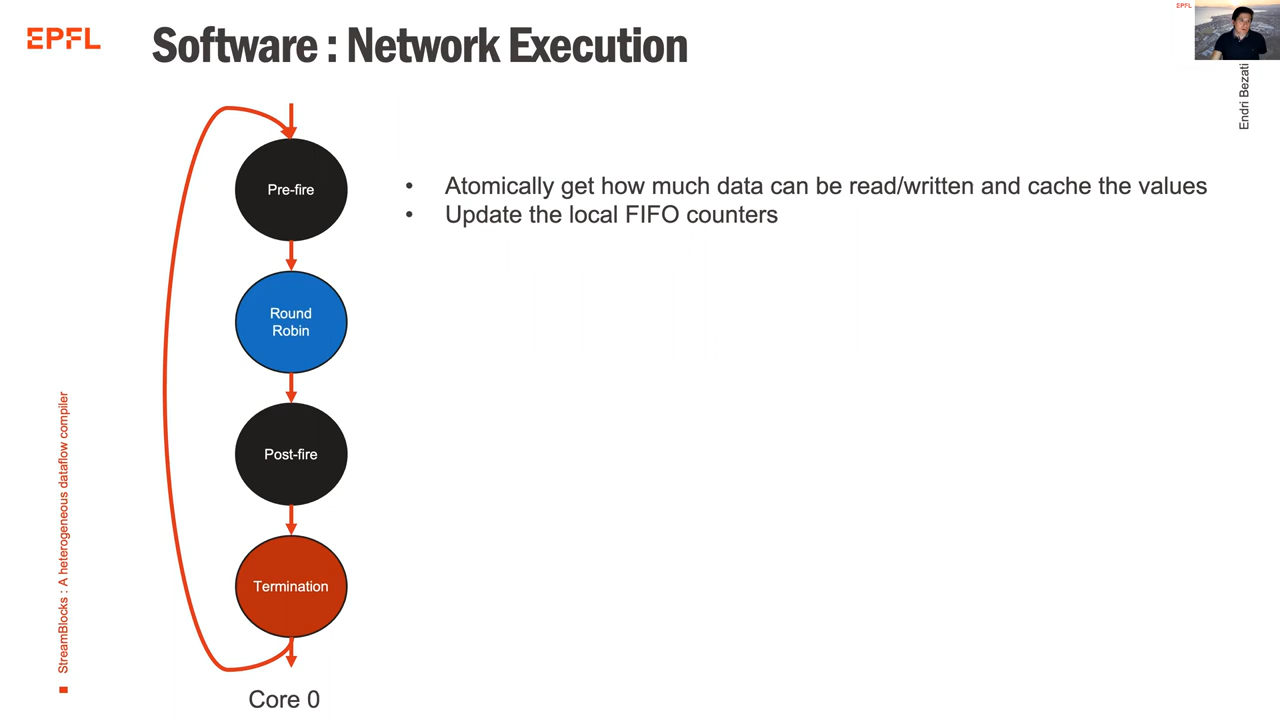 EPFL
Software : Network Execution
EPFL
Endri Bezati
Pre-fire
• Atomically get how much data can be read/written and cache the values
• Update the local FIFO counters
Round
Robin
Post-fire
Termination
Core 0
StreamBlocks : A heterogeneous dataflow compiler